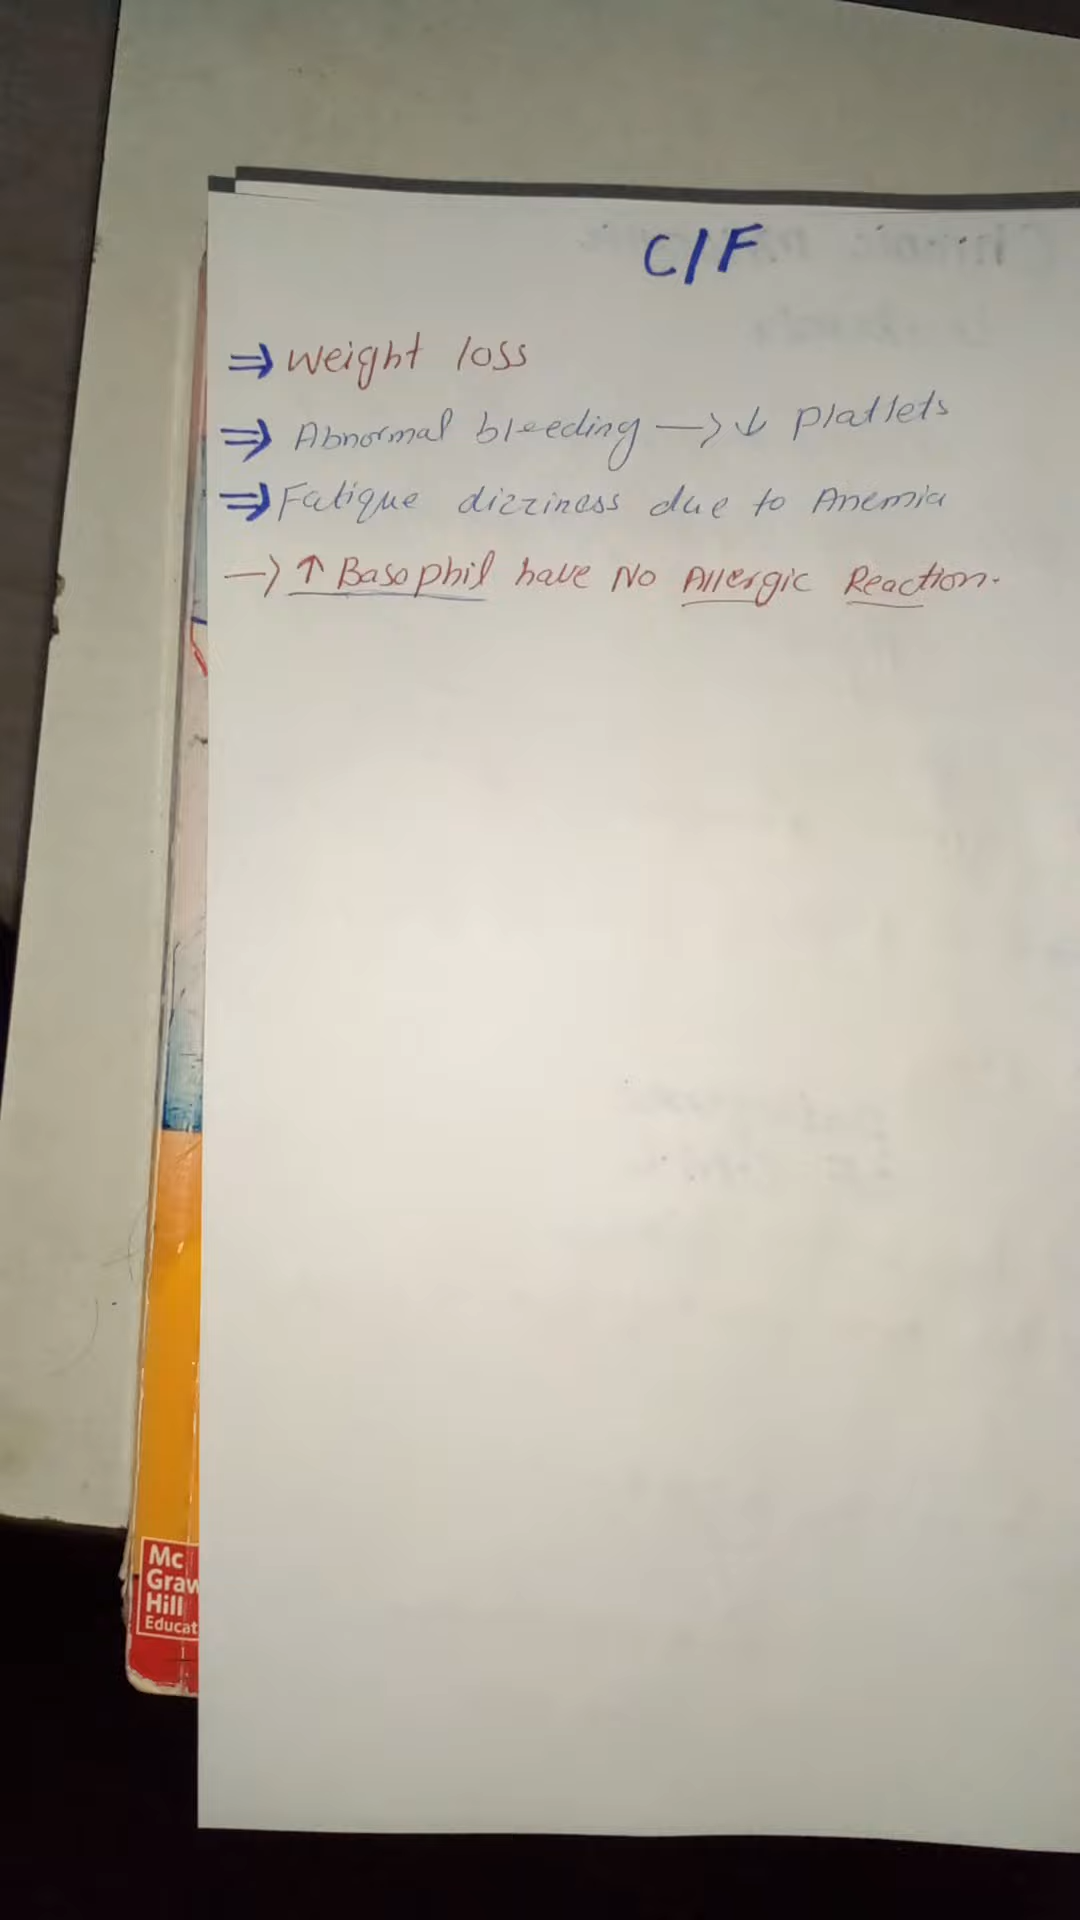 C/F
⇒ Weight loss
⇒ Abnormal bleeding → ↓ Platlets
⇒ Fatique dizziness due to Anemia
→ ↑ Basophil have No Allergic Reaction.
Mc
Graw
Hill
Educat